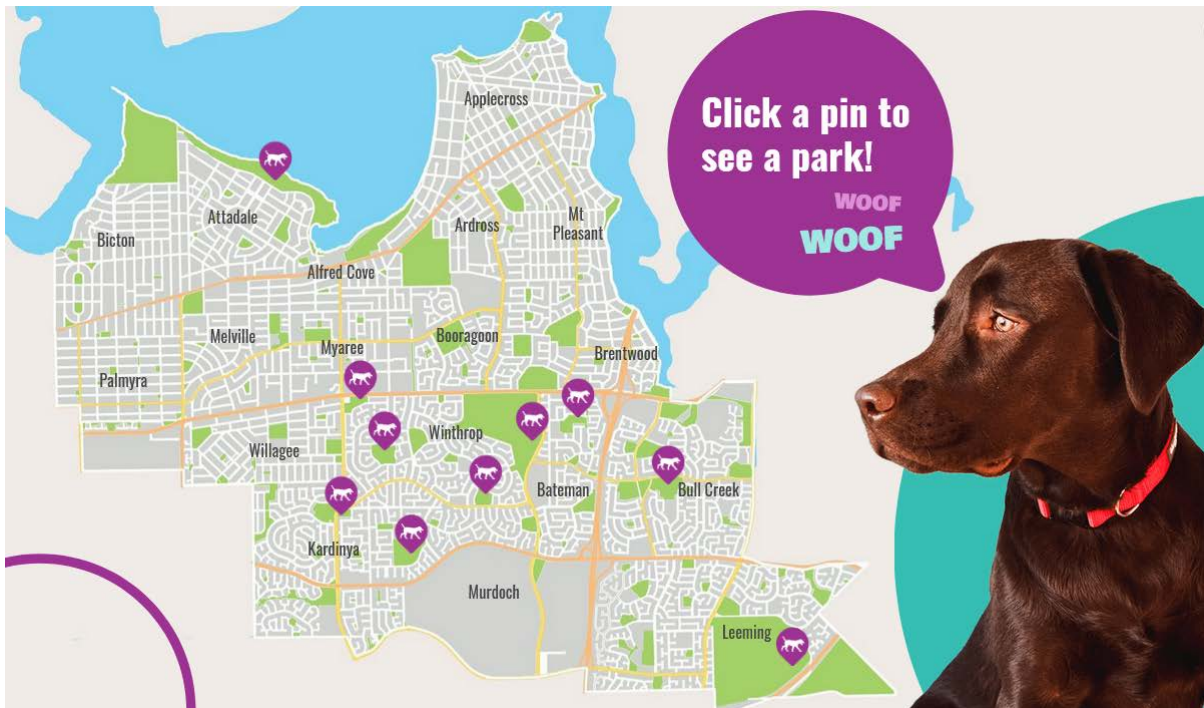 Click a pin to
see a park!
WOOF
WOOF
Applecross
Attadale
Bicton
Ardross
Mt
Pleasant
Alfred Cove
Melville
Myaree
Booragoon
Brentwood
Palmyra
Winthrop
Willagee
Bateman
Bull Creek
Kardinya
Murdoch
Leeming